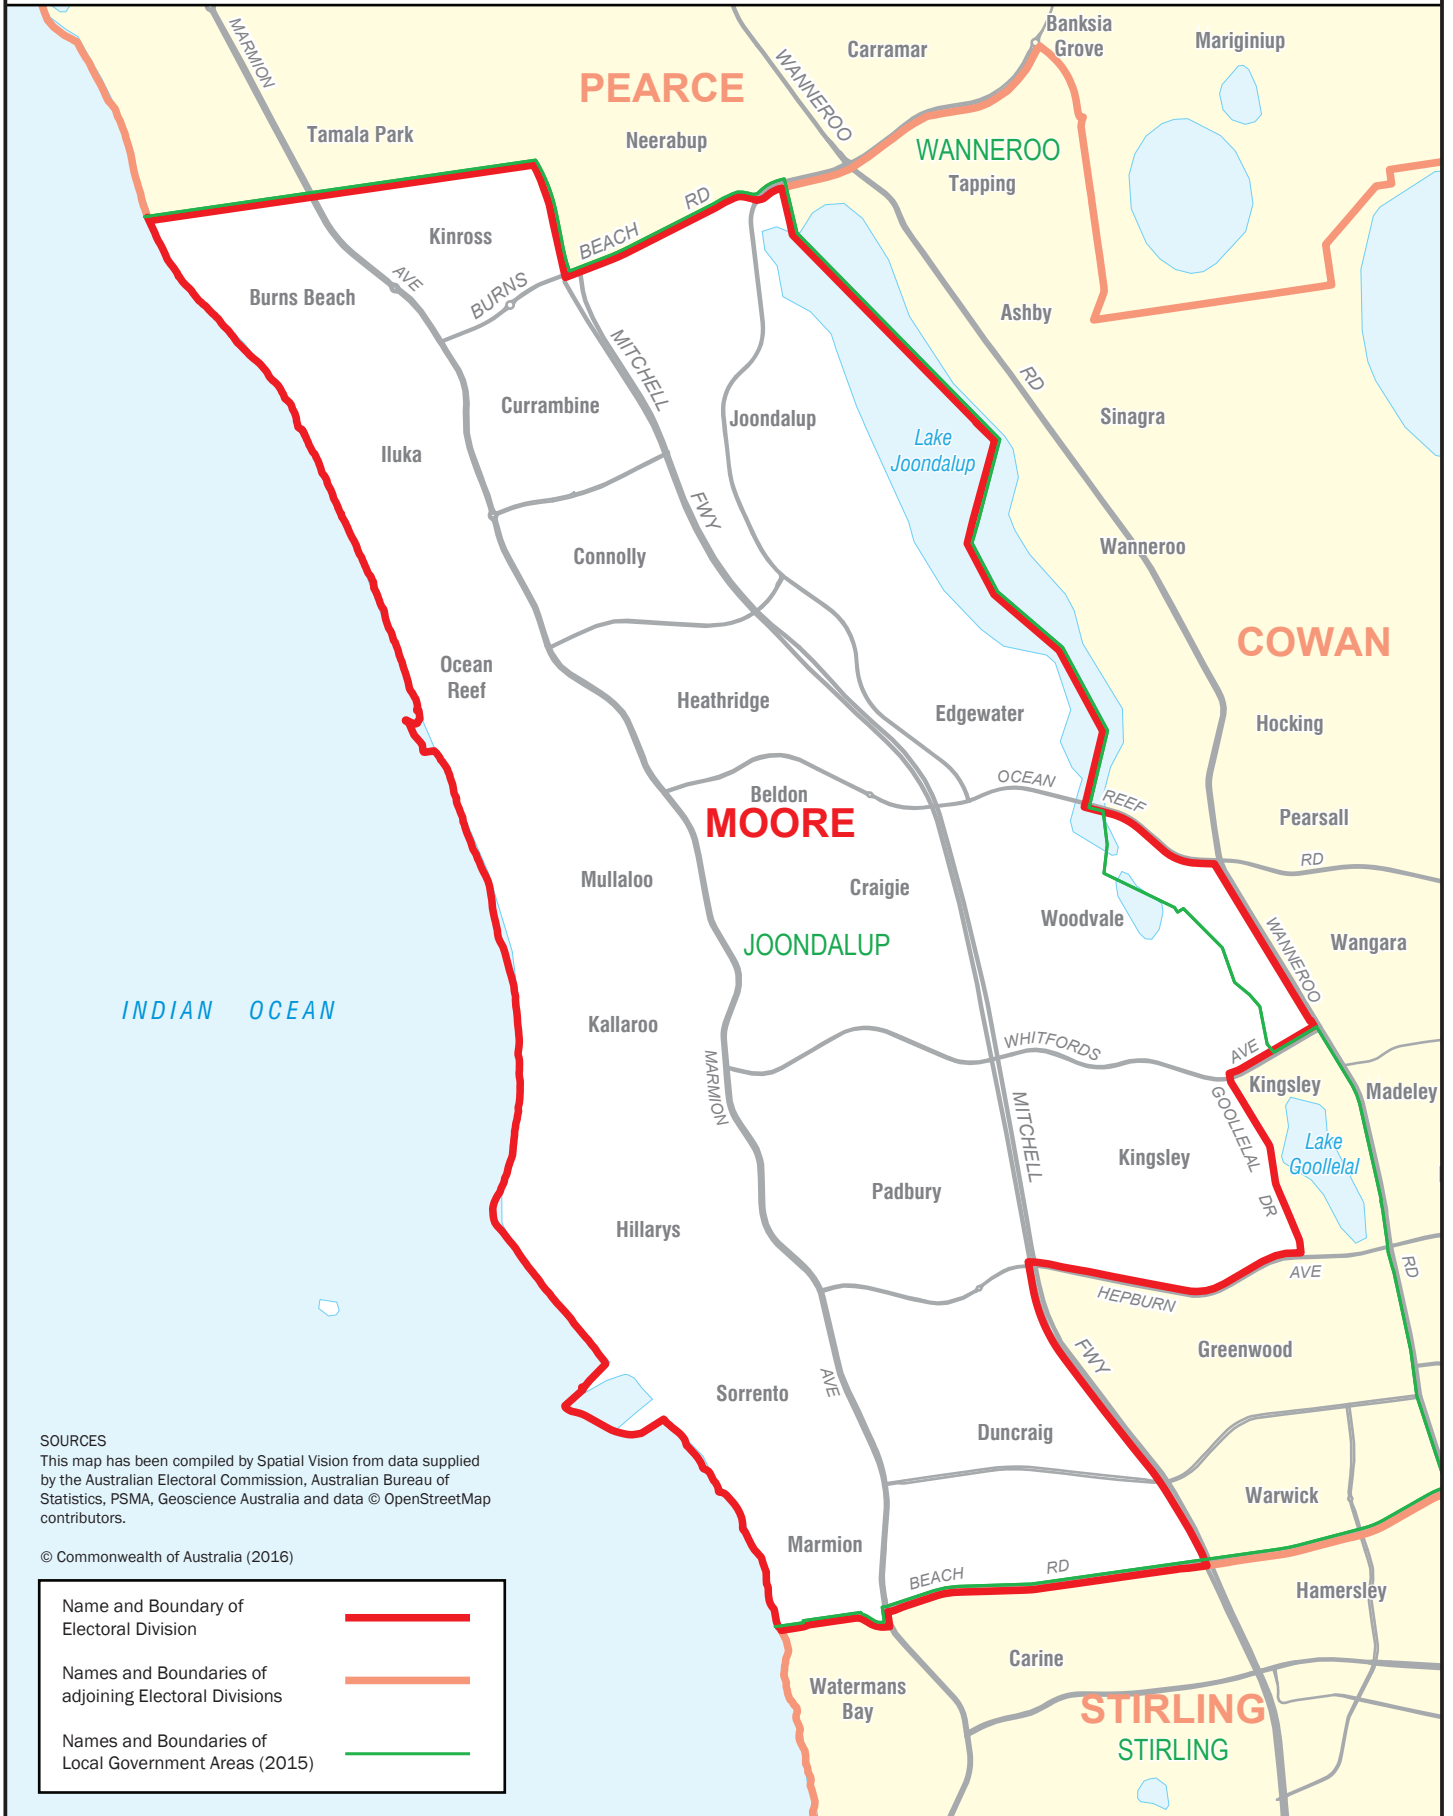 MARMION
WANNEROO
Carramar
Banksia
Grove
Mariginiup
PEARCE
Tamala Park
Neerabup
WANNEROO
Tapping
RD
BEACH
Kinross
AVE
BURNS
Burns Beach
Ashby
MITCHELL
RD
Currambine
Joondalup
Sinagra
Iluka
Lake
Joondalup
FWY
Connolly
Wanneroo
COWAN
Ocean
Reef
Heathridge
Edgewater
Hocking
OCEAN
REEF
Beldon
MOORE
Pearsall
RD
Mullaloo
Craigie
Woodvale
WANNEROO
Wangara
JOONDALUP
INDIAN OCEAN
Kallaroo
WHITFORDS
AVE
MARMION
GOOLLELAL
Kingsley
Madeley
MITCHELL
Lake
Goollelal
Kingsley
Padbury
DR
Hillarys
RD
AVE
HEPBURN
FWY
Greenwood
AVE
Sorrento
Duncraig
SOURCES
This map has been compiled by Spatial Vision from data supplied
by the Australian Electoral Commission, Australian Bureau of
Statistics, PSMA, Geoscience Australia and data © OpenStreetMap
contributors.
© Commonwealth of Australia (2016)
Warwick
Marmion
BEACH
RD
Hamersley
Name and Boundary of
Electoral Division
Names and Boundaries of
adjoining Electoral Divisions
Names and Boundaries of
Local Government Areas (2015)
Carine
Watermans
Bay
STIRLING
STIRLING